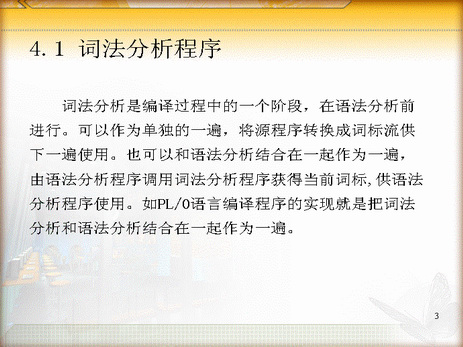 4.1 词法分析程序
词法分析是编译过程中的一个阶段，在语法分析前
进行。可以作为单独的一遍，将源程序转换成词标流供
下一遍使用。也可以和语法分析结合在一起作为一遍，
由语法分析程序调用词法分析程序获得当前词标,供语法
分析程序使用。如PL/0语言编译程序的实现就是把词法
分析和语法分析结合在一起作为一遍。
3